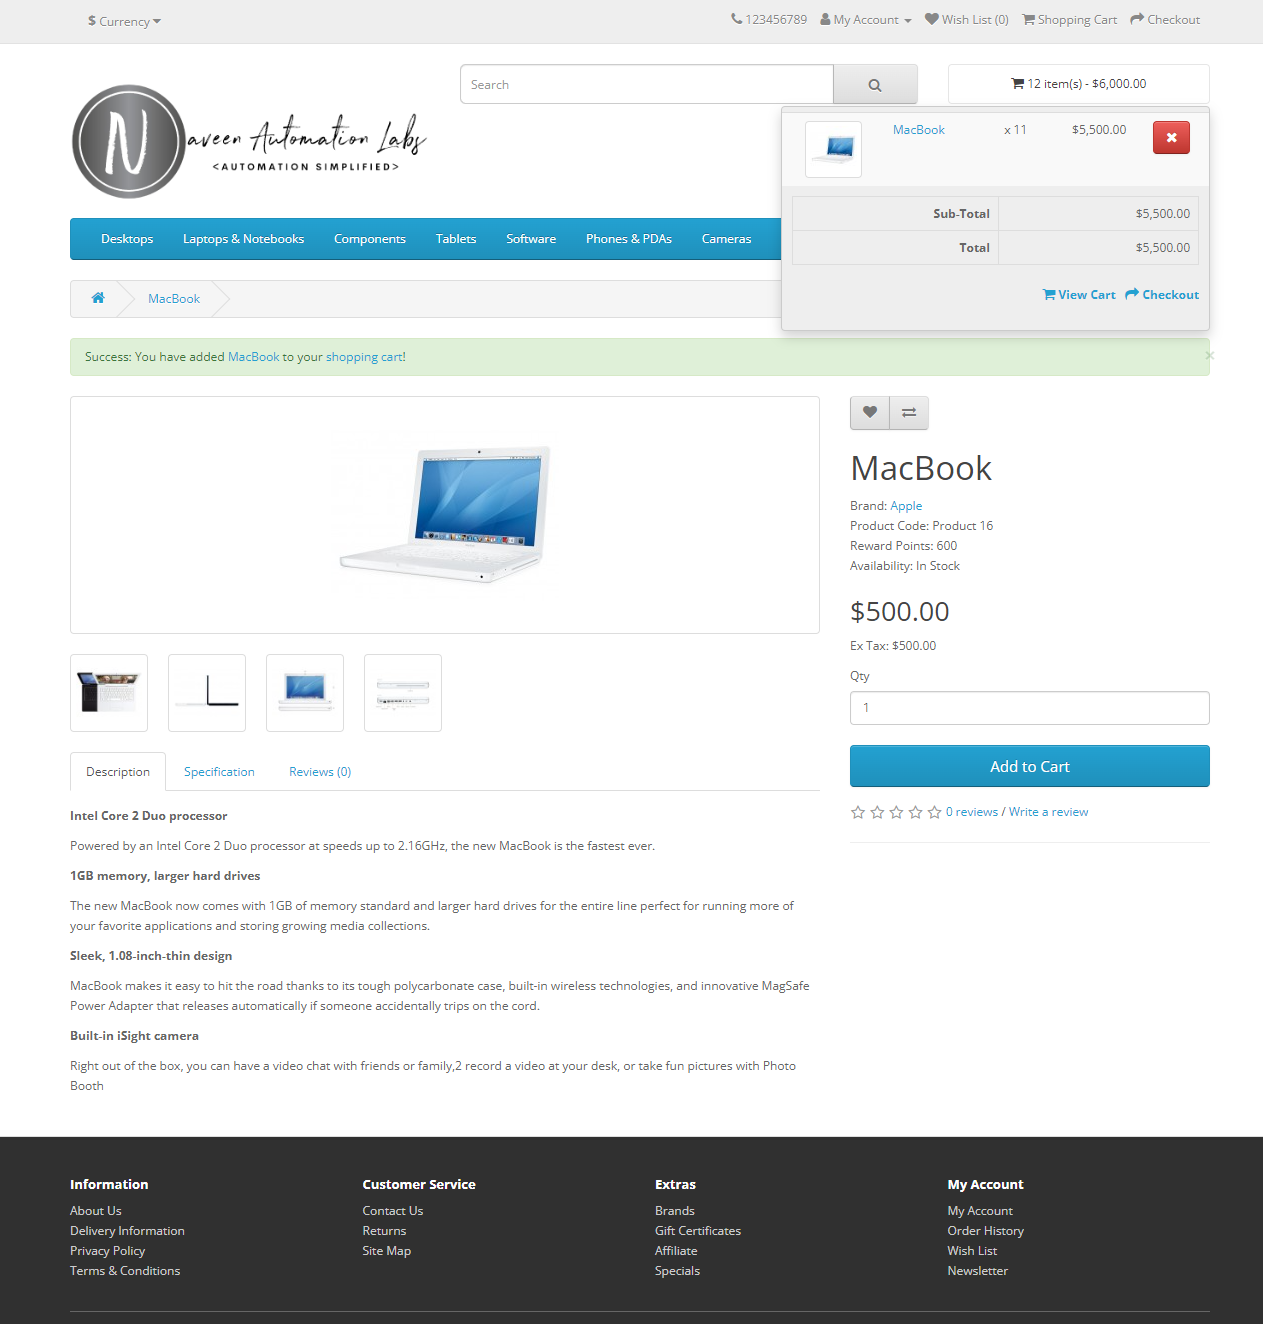 $ Currency
123456789 My Account Wish List (0) Shopping Cart Checkout
Search
12 item(s) - $6,000.00
Naveen Automation Labs
<AUTOMATION SIMPLIFIED>
MacBook x 11 $5,500.00
Sub-Total $5,500.00
Total $5,500.00
View Cart Checkout
Desktops Laptops & Notebooks Components Tablets Software Phones & PDAs Cameras
MacBook
Success: You have added MacBook to your shopping cart! ×
MacBook
Brand: Apple
Product Code: Product 16
Reward Points: 600
Availability: In Stock
$500.00
Ex Tax: $500.00
Qty
1
Add to Cart
0 reviews / Write a review
Description Specification Reviews (0)
Intel Core 2 Duo processor
Powered by an Intel Core 2 Duo processor at speeds up to 2.16GHz, the new MacBook is the fastest ever.
1GB memory, larger hard drives
The new MacBook now comes with 1GB of memory standard and larger hard drives for the entire line perfect for running more of
your favorite applications and storing growing media collections.
Sleek, 1.08-inch-thin design
MacBook makes it easy to hit the road thanks to its tough polycarbonate case, built-in wireless technologies, and innovative MagSafe
Power Adapter that releases automatically if someone accidentally trips on the cord.
Built-in iSight camera
Right out of the box, you can have a video chat with friends or family,2 record a video at your desk, or take fun pictures with Photo
Booth
Information
About Us
Delivery Information
Privacy Policy
Terms & Conditions
Customer Service
Contact Us
Returns
Site Map
Extras
Brands
Gift Certificates
Affiliate
Specials
My Account
My Account
Order History
Wish List
Newsletter